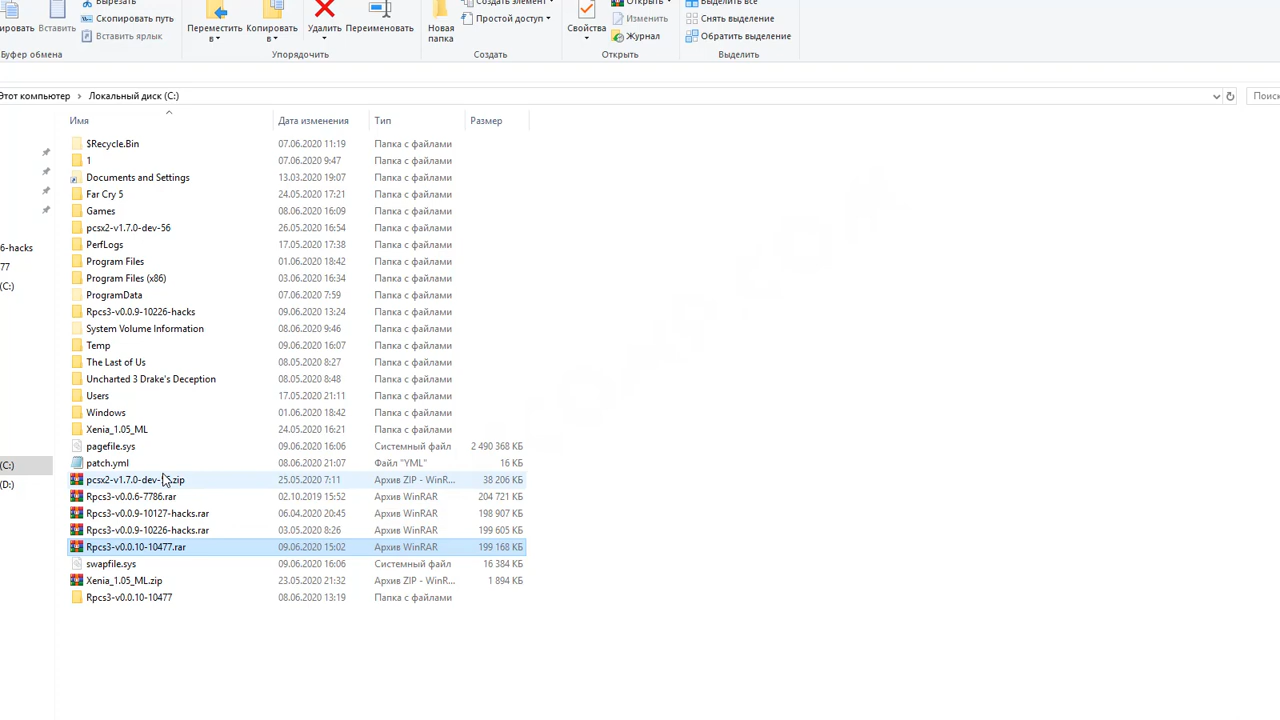 Вырезать
Создать элемент
Открыть
Выделить все
ировать
Вставить
Скопировать путь
Переместить в
Копировать в
Удалить
Переименовать
Новая папка
Простой доступ
Свойства
Изменить
Снять выделение
Вставить ярлык
Журнал
Обратить выделение
Буфер обмена
Упорядочить
Создать
Открыть
Выделить
Этот компьютер > Локальный диск (C:)
Поиск
Имя Дата изменения Тип Размер
$Recycle.Bin 07.06.2020 11:19 Папка с файлами
1 07.06.2020 9:47 Папка с файлами
Documents and Settings 13.03.2020 19:07 Папка с файлами
Far Cry 5 24.05.2020 17:21 Папка с файлами
Games 08.06.2020 16:09 Папка с файлами
pcsx2-v1.7.0-dev-56 26.05.2020 16:54 Папка с файлами
PerfLogs 17.05.2020 17:38 Папка с файлами
6-hacks
Program Files 01.06.2020 18:42 Папка с файлами
77
Program Files (x86) 03.06.2020 16:34 Папка с файлами
(C:)
ProgramData 07.06.2020 7:59 Папка с файлами
Rpcs3-v0.0.9-10226-hacks 09.06.2020 13:24 Папка с файлами
System Volume Information 08.06.2020 9:46 Папка с файлами
Temp 09.06.2020 16:07 Папка с файлами
The Last of Us 08.05.2020 8:27 Папка с файлами
Uncharted 3 Drake's Deception 08.05.2020 8:48 Папка с файлами
Users 17.05.2020 21:11 Папка с файлами
Windows 01.06.2020 18:42 Папка с файлами
Xenia_1.05_ML 24.05.2020 16:21 Папка с файлами
pagefile.sys 09.06.2020 16:06 Системный файл 2 490 368 КБ
(C:) patch.yml 08.06.2020 21:07 Файл "YML" 16 КБ
(D:) pcsx2-v1.7.0-dev- .zip 25.05.2020 7:11 Архив ZIP - WinR... 38 206 КБ
Rpcs3-v0.0.6-7786.rar 02.10.2019 15:52 Архив WinRAR 204 721 КБ
Rpcs3-v0.0.9-10127-hacks.rar 06.04.2020 20:45 Архив WinRAR 198 907 КБ
Rpcs3-v0.0.9-10226-hacks.rar 03.05.2020 8:26 Архив WinRAR 199 605 КБ
Rpcs3-v0.0.10-10477.rar 09.06.2020 15:02 Архив WinRAR 199 168 КБ
swapfile.sys 09.06.2020 16:06 Системный файл 16 384 КБ
Xenia_1.05_ML.zip 23.05.2020 21:32 Архив ZIP - WinR... 1 894 КБ
Rpcs3-v0.0.10-10477 08.06.2020 13:19 Папка с файлами